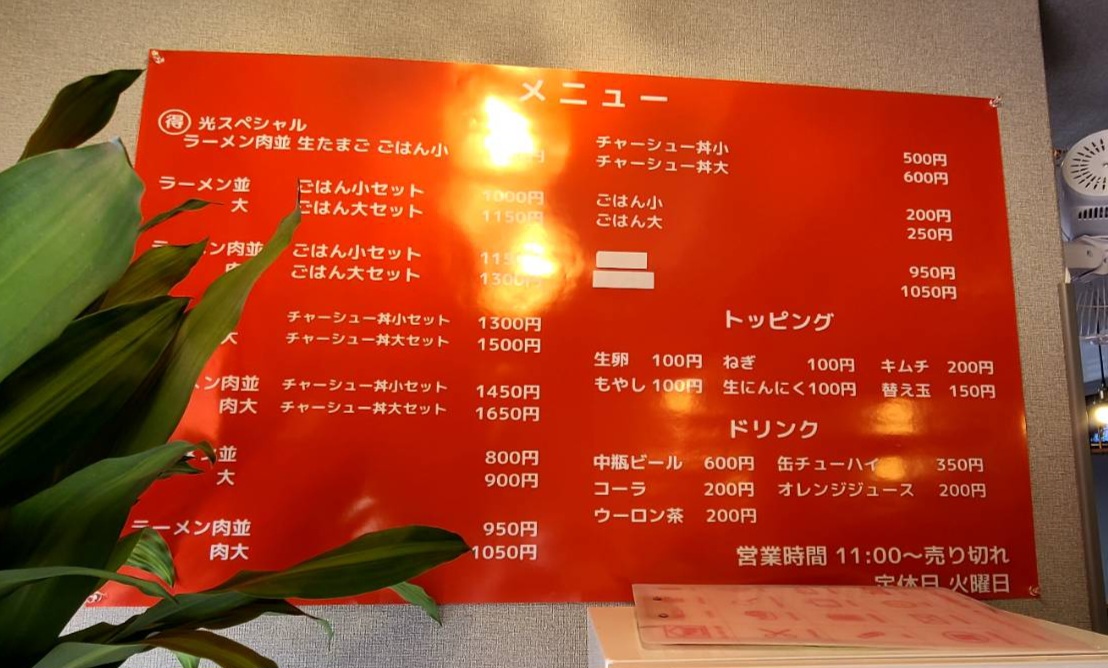 メニュー
得 光スペシャル
ラーメン肉並 生たまご ごはん小
ラーメン並 ごはん小セット 1000円
大 ごはん大セット 1150円
ごはん小セット
ごはん大セット 1300円
チャーシュー丼小セット 1300円
大 チャーシュー丼大セット 1500円
ン肉並 チャーシュー丼小セット 1450円
肉大 チャーシュー丼大セット 1650円
並 800円
大 900円
ラーメン肉並 950円
肉大 1050円
チャーシュー丼小 500円
チャーシュー丼大 600円
ごはん小 200円
ごはん大 250円
950円
1050円
トッピング
生卵 100円 ねぎ 100円 キムチ 200円
もやし 100円 生にんにく100円 替え玉 150円
ドリンク
中瓶ビール 600円 缶チューハイ 350円
コーラ 200円 オレンジジュース 200円
ウーロン茶 200円
営業時間 11:00〜売り切れ
定休日 火曜日